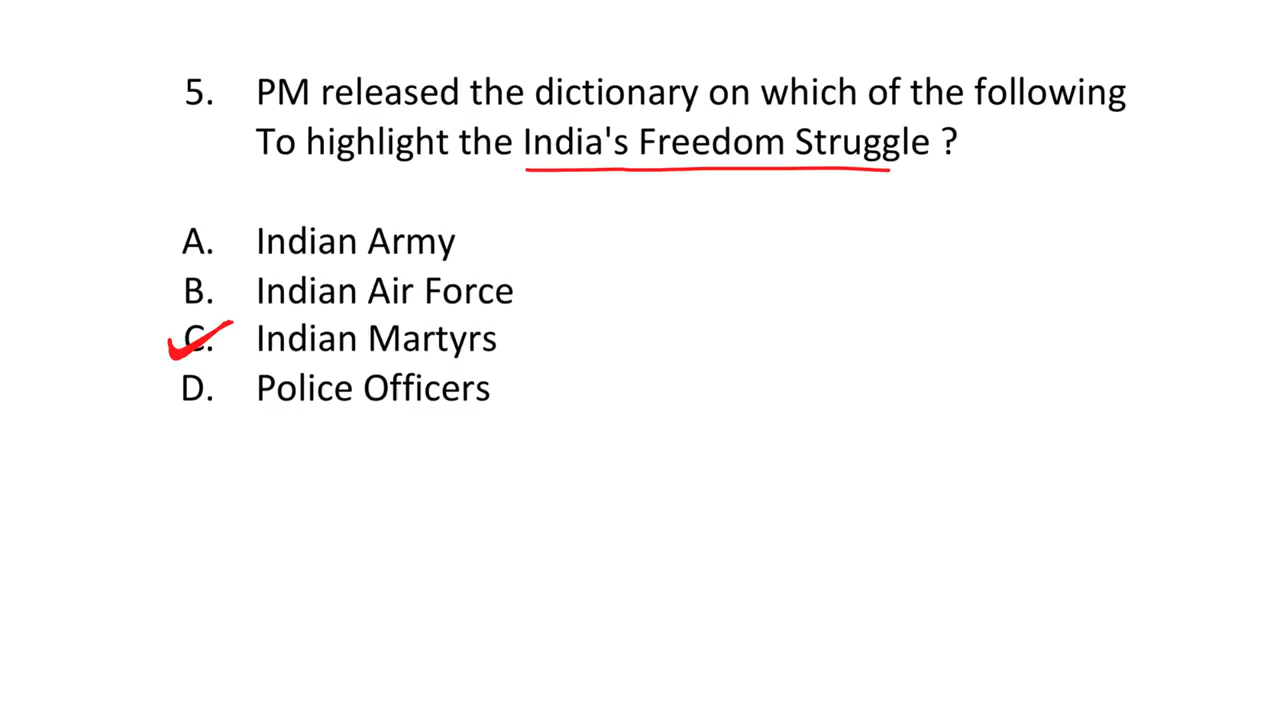 5. PM released the dictionary on which of the following
To highlight the India's Freedom Struggle ?
A. Indian Army
B. Indian Air Force
C. Indian Martyrs
D. Police Officers